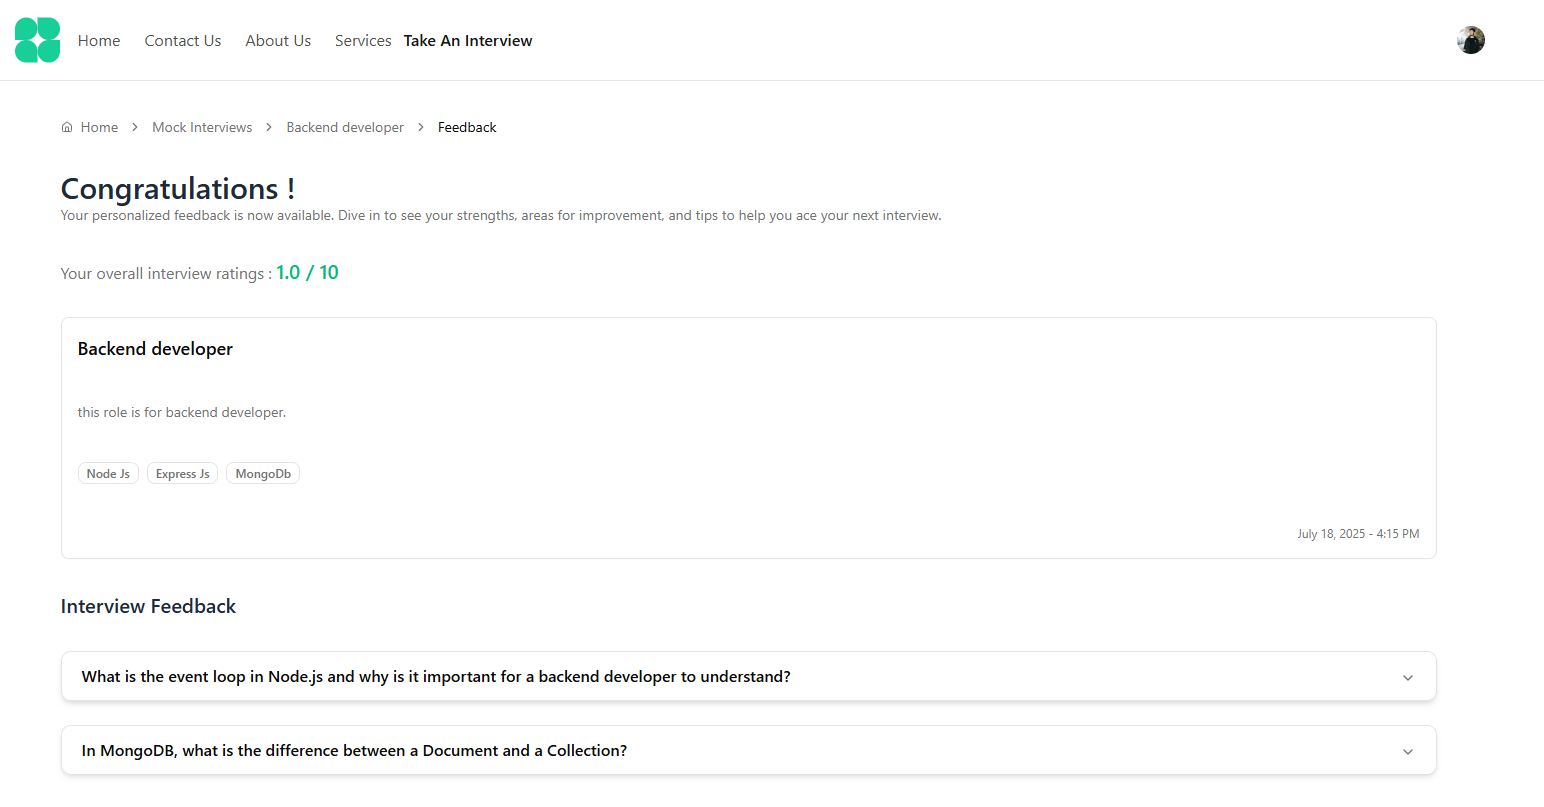 Home Contact Us About Us Services Take An Interview
Home > Mock Interviews > Backend developer > Feedback
Congratulations !
Your personalized feedback is now available. Dive in to see your strengths, areas for improvement, and tips to help you ace your next interview.
Your overall interview ratings : 1.0 / 10
Backend developer
this role is for backend developer.
Node Js Express Js MongoDb
July 18, 2025 - 4:15 PM
Interview Feedback
What is the event loop in Node.js and why is it important for a backend developer to understand?
In MongoDB, what is the difference between a Document and a Collection?